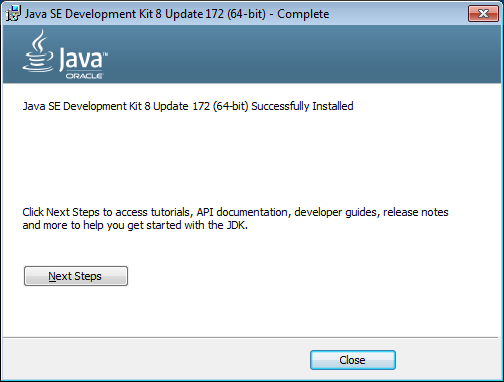 Java SE Development Kit 8 Update 172 (64-bit) - Complete
Java™
ORACLE
Java SE Development Kit 8 Update 172 (64-bit) Successfully Installed
Click Next Steps to access tutorials, API documentation, developer guides, release notes
and more to help you get started with the JDK.
Next Steps
Close